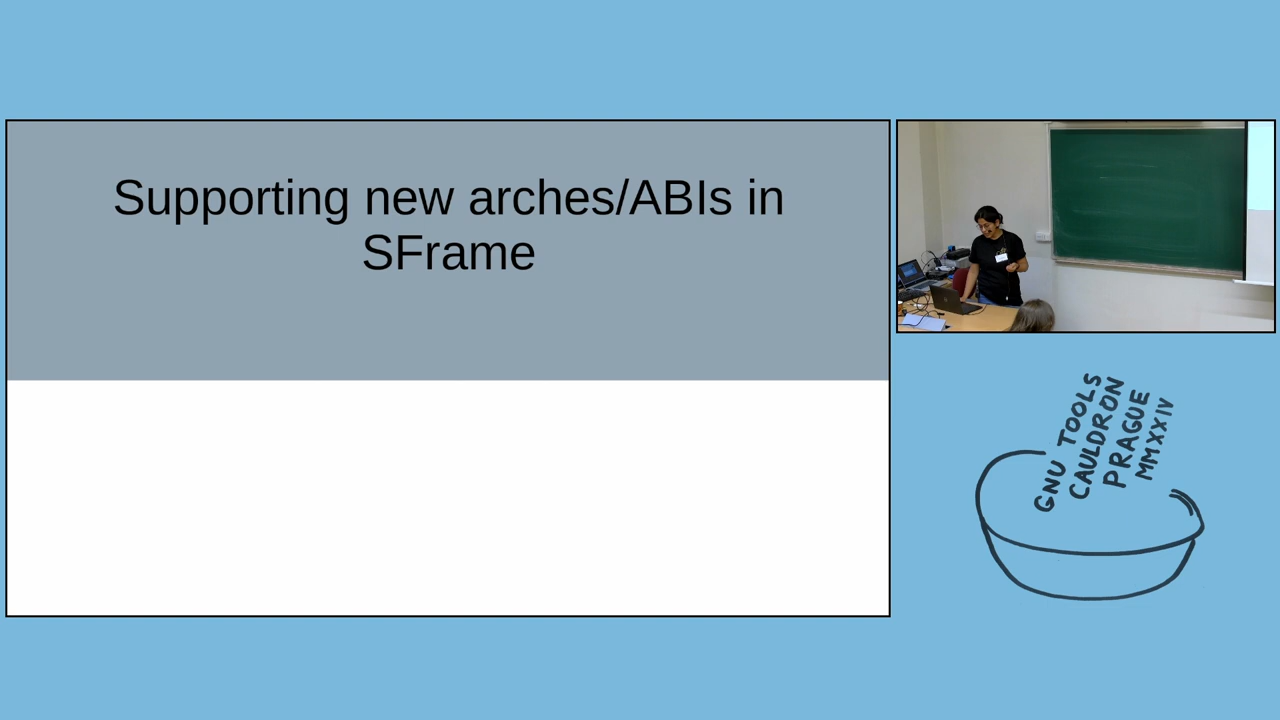 Supporting new arches/ABIs in
SFrame
GNU TOOLS
CAULDRON
PRAGUE
MMXXIV